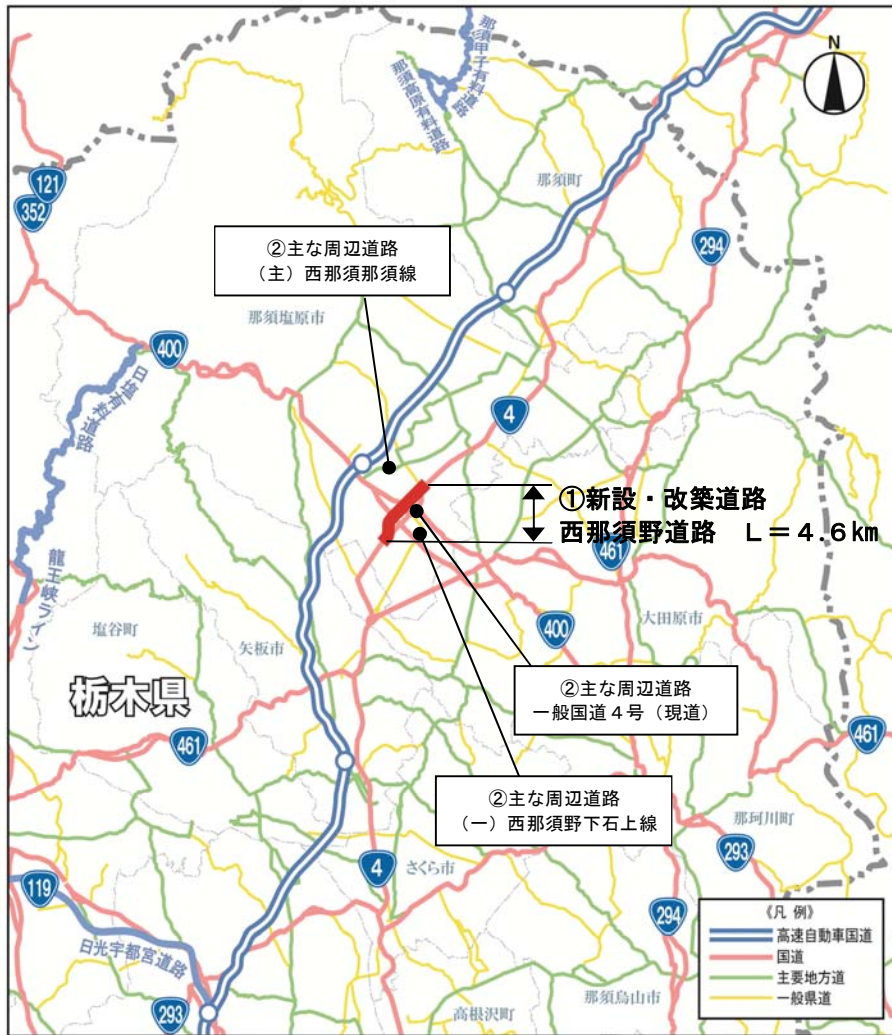 N
那須甲子有料道路
那須高原有料道路
121
352
那須町
②主な周辺道路
（主）西那須那須線
294
那須塩原市
400
日塩有料道路
4
①新設・改築道路
西那須野道路　Ｌ＝４.６㎞
461
龍王峡ライン
塩谷町
矢板市
大田原市
400
栃木県
②主な周辺道路
一般国道４号（現道）
461
461
②主な周辺道路
（一）西那須野下石上線
那珂川町
293
4
さくら市
119
294
《凡 例》
高速自動車国道
国道
主要地方道
一般県道
日光宇都宮道路
293
高根沢町
那須烏山市